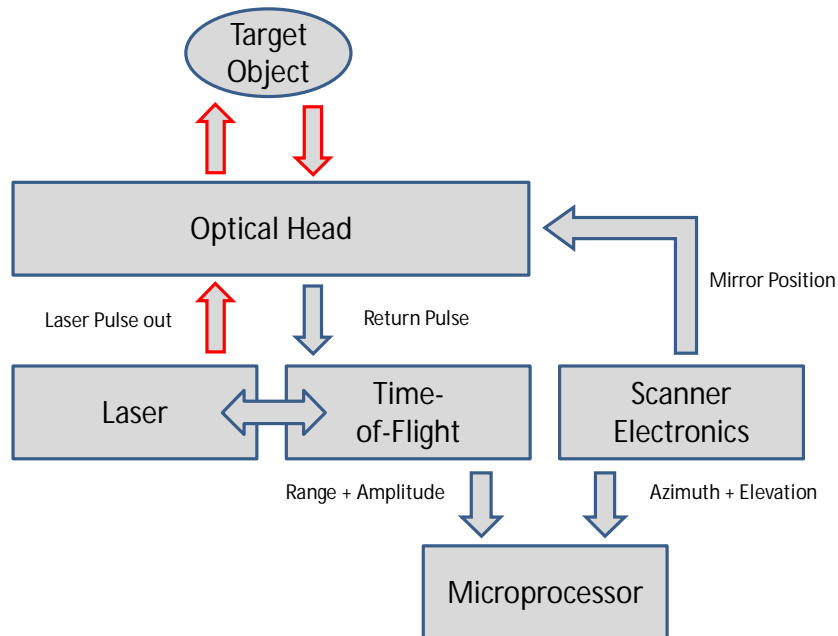 Target
Object
Optical Head
Mirror Position
Laser Pulse out
Return Pulse
Laser
Time-
of-Flight
Scanner
Electronics
Range + Amplitude
Azimuth + Elevation
Microprocessor